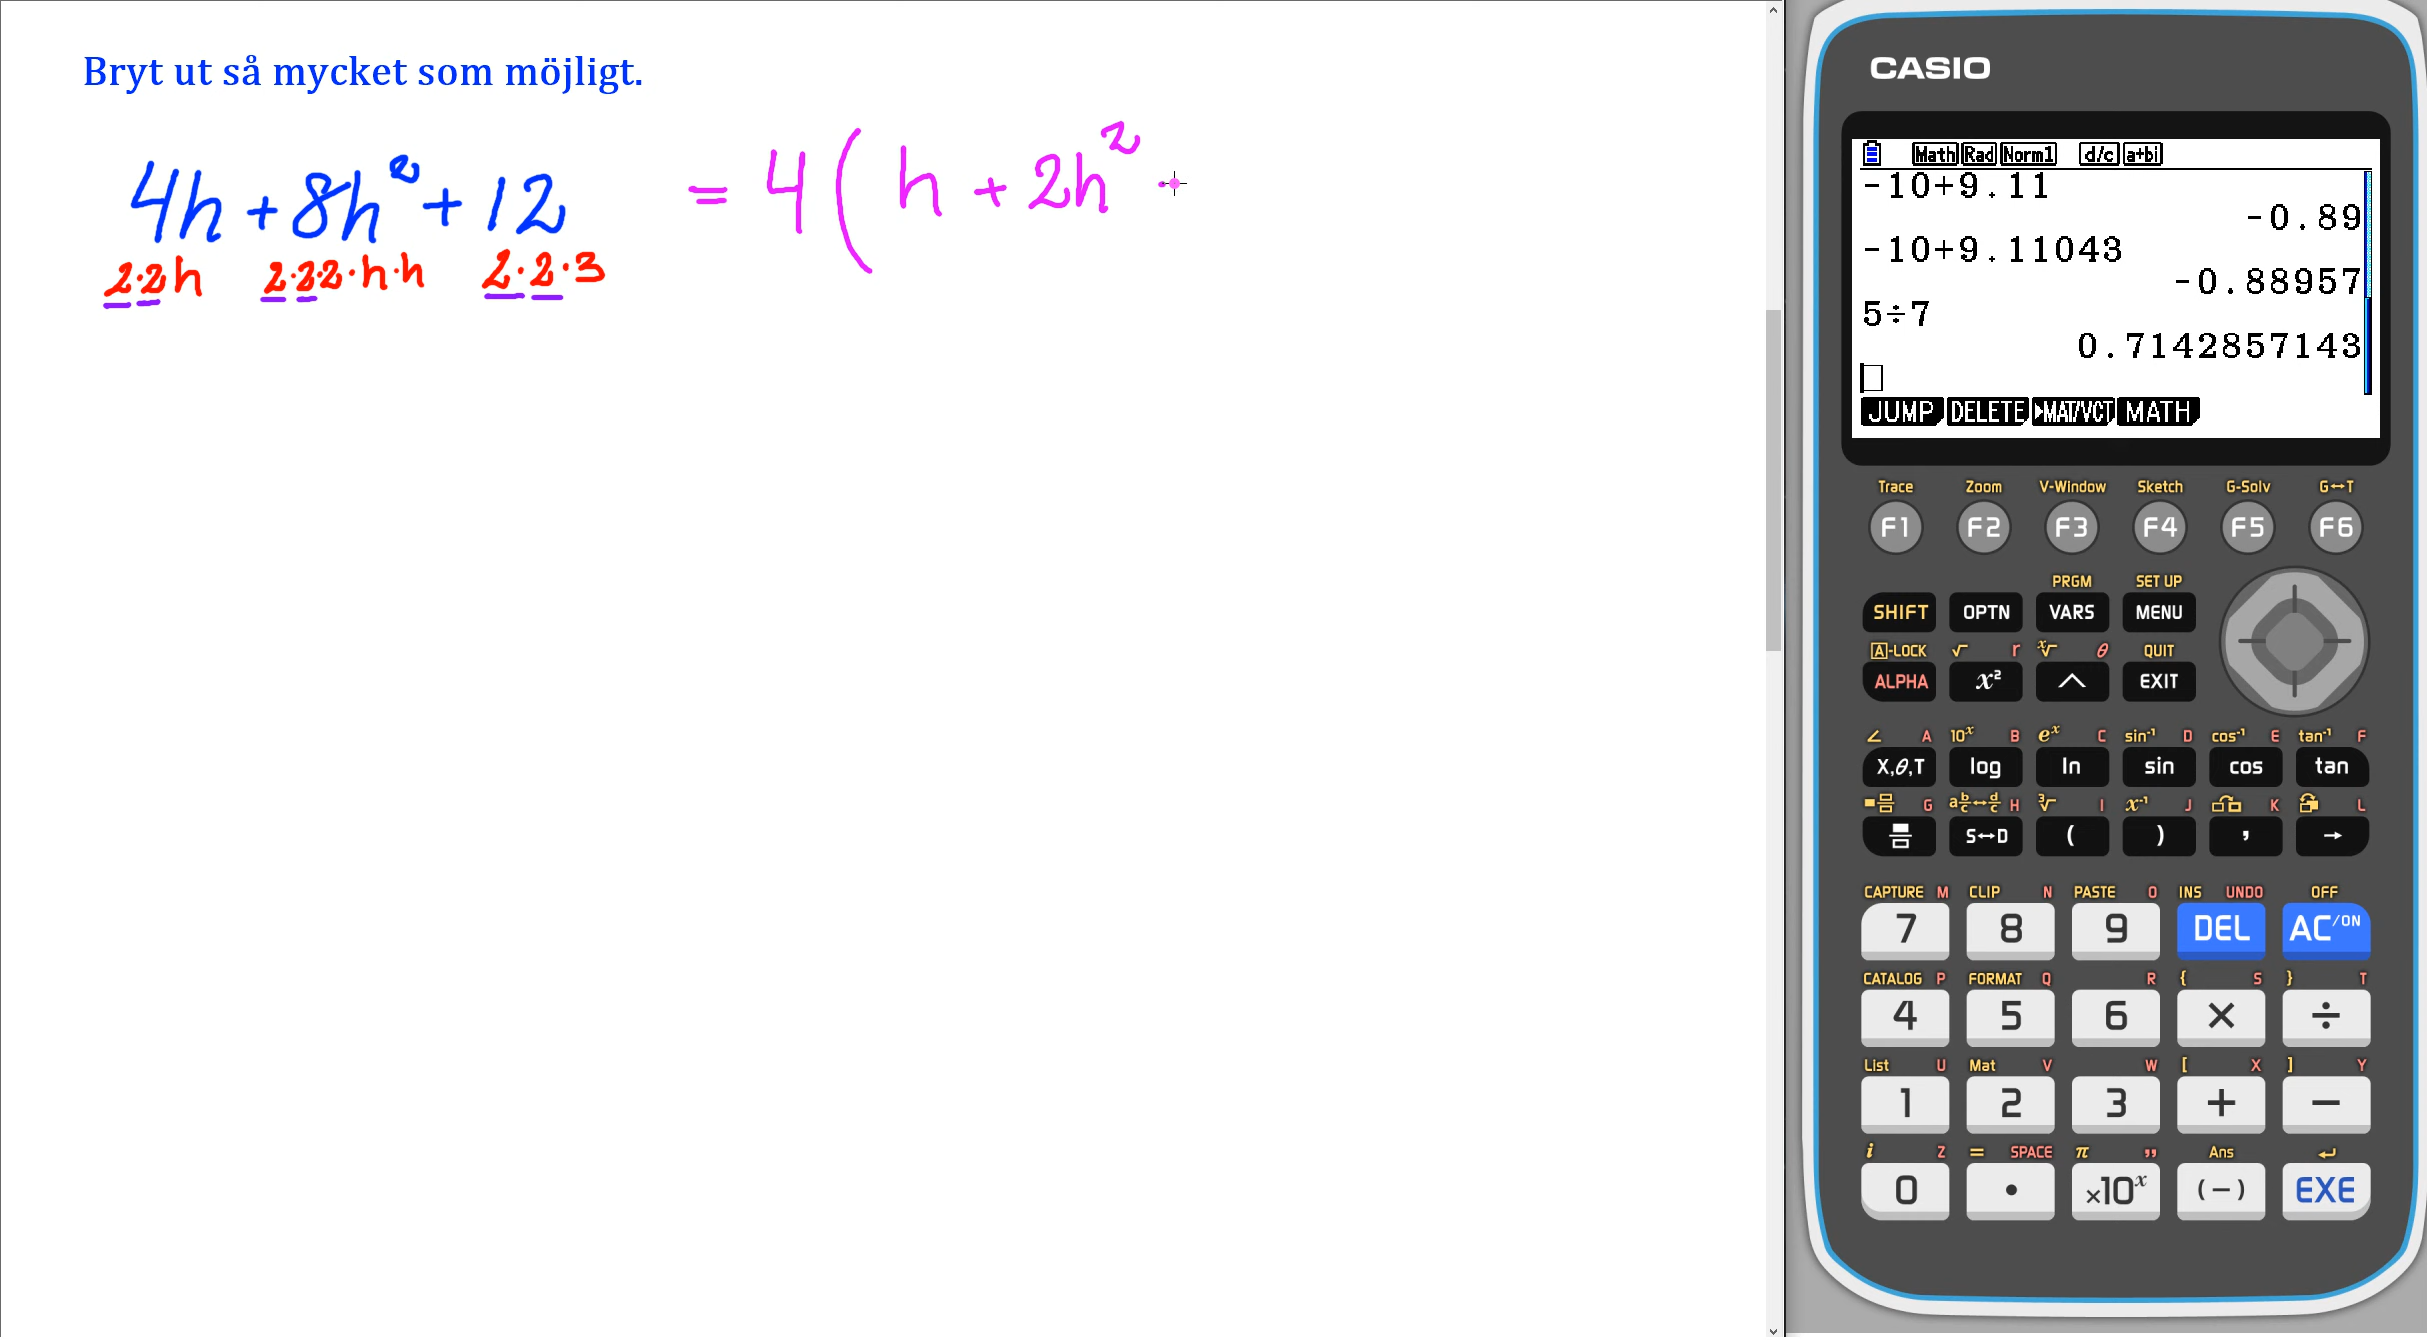 Bryt ut så mycket som möjligt.
4h + 8h² + 12 = 4(h + 2h²
2·2h 2·2·2·h·h 2·2·3
CASIO
Math Rad Norm1 d/c a+bi
-10+9.11
-0.89
-10+9.11043
-0.88957
5÷7
0.7142857143
JUMP DELETE ▶MAT/VCT MATH
Trace Zoom V-Window Sketch G-Solv G↔T
F1 F2 F3 F4 F5 F6
PRGM SET UP
SHIFT OPTN VARS MENU
A-LOCK √ r ˣ√ θ QUIT
ALPHA x² ^ EXIT
∠ A 10ˣ B eˣ C sin⁻¹ D cos⁻¹ E tan⁻¹ F
X,θ,T log ln sin cos tan
G a b/c↔d/c H ³√ I x⁻¹ J K L
S↔D ( ) , →
CAPTURE M CLIP N PASTE O INS UNDO OFF
7 8 9 DEL AC/ON
CATALOG P FORMAT Q R { S } T
4 5 6 × ÷
List U Mat V W [ X ] Y
1 2 3 + −
i Z = SPACE π " Ans ↵
0 • ×10ˣ (−) EXE